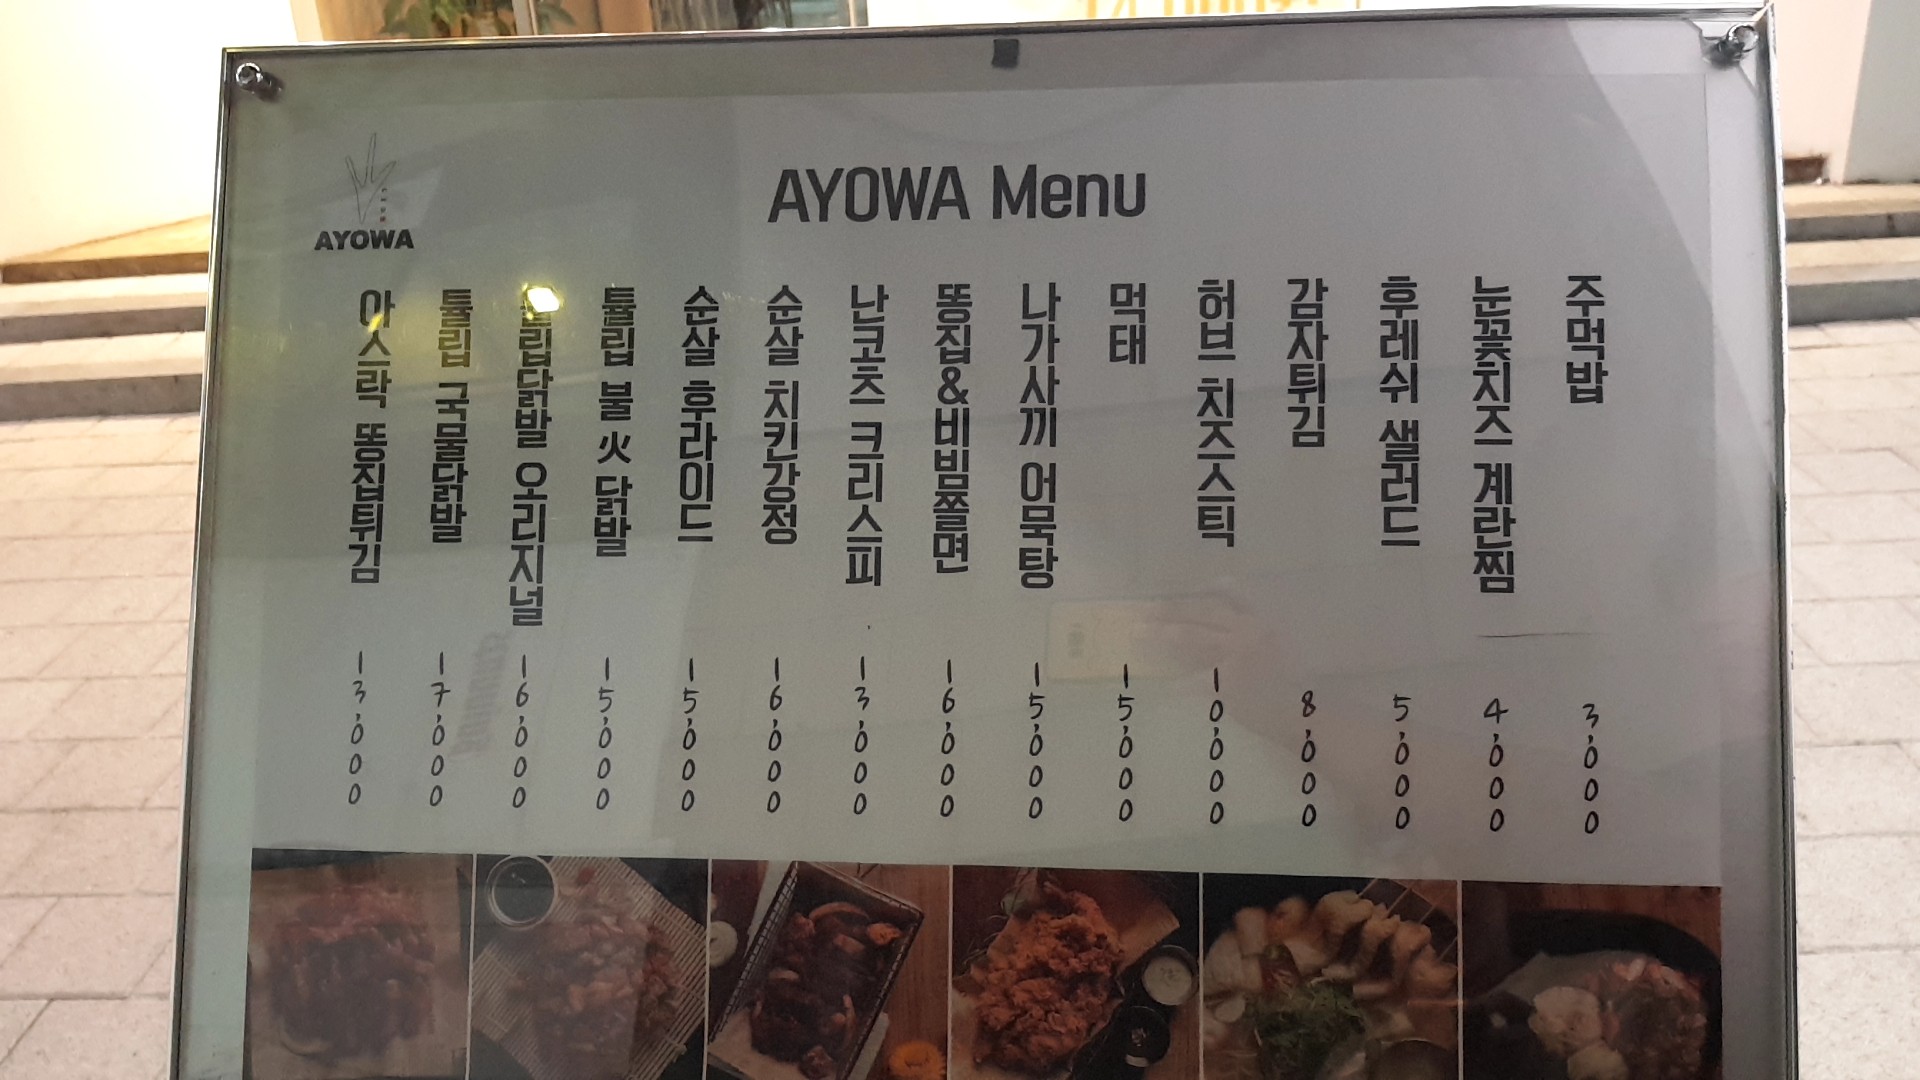 AYOWA
AYOWA Menu
아스락 똥집튀김 13,000
튤립 국물닭발 17,000
튤립닭발 오리지널 16,000
튤립 불 火 닭발 15,000
순살 후라이드 15,000
순살 치킨강정 16,000
난코츠 크리스피 13,000
똥집&비빔쫄면 16,000
나가사끼 어묵탕 15,000
먹태 15,000
허브 치즈스틱 10,000
감자튀김 8,000
후레쉬 샐러드 5,000
눈꽃치즈 계란찜 4,000
주먹밥 3,000